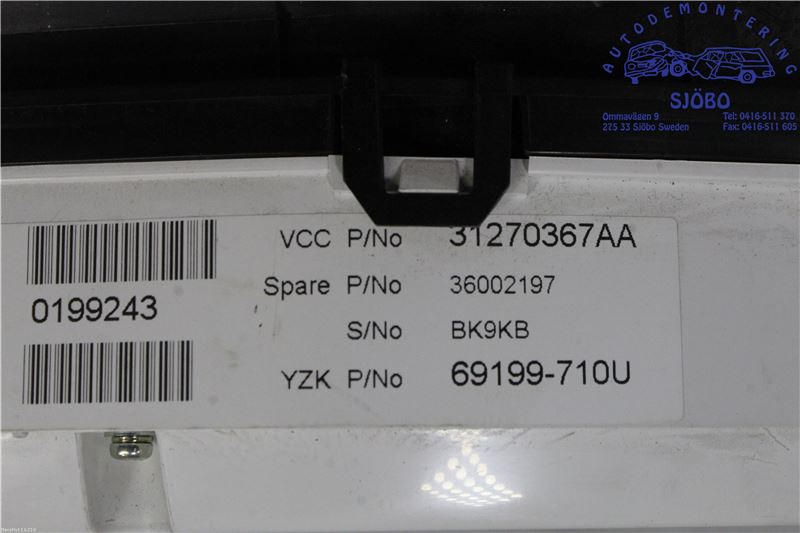 AUTODEMONTERING
SJÖBO
Ommavägen 9
275 33 Sjöbo Sweden
Tel: 0416-511 370
Fax: 0416-511 605
VCC P/No 31270367AA
Spare P/No 36002197
0199243
S/No BK9KB
YZK P/No 69199-710U